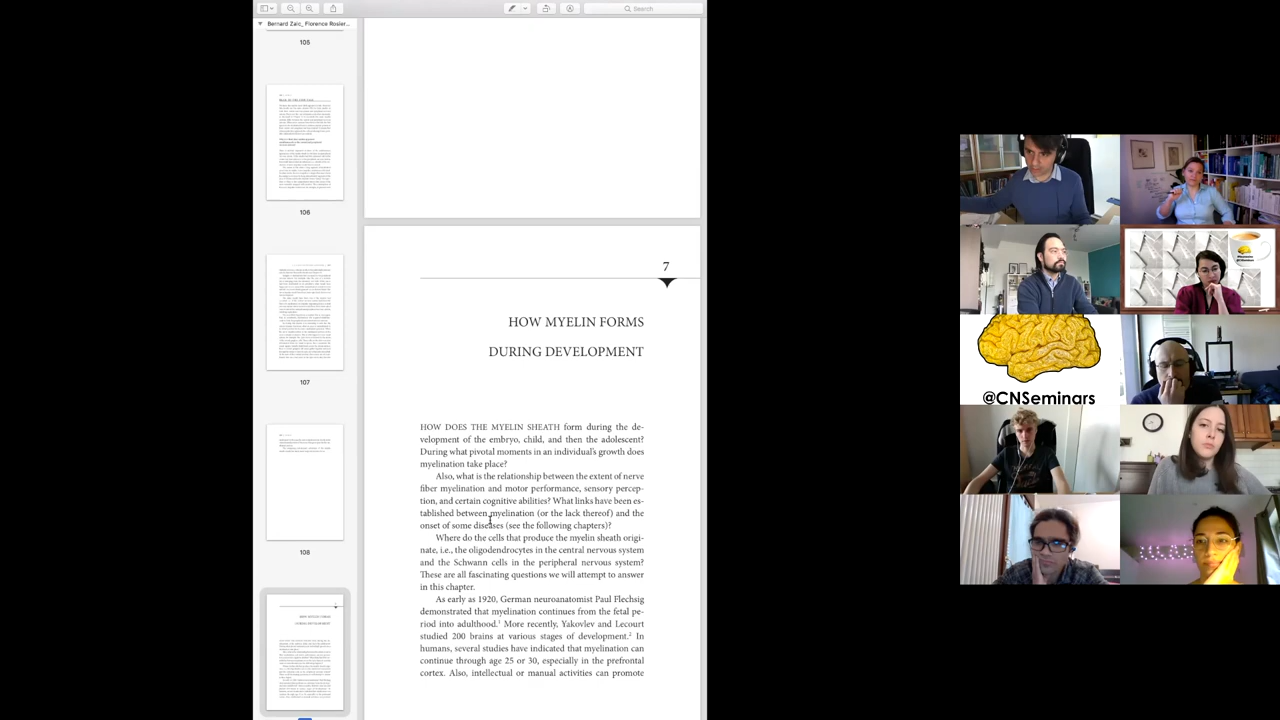 Search
Bernard Zalc_ Florence Rosier...
105
106
107
108
7
HOW MYELIN FORMS
DURING DEVELOPMENT
HOW DOES THE MYELIN SHEATH form during the de-
velopment of the embryo, child, and then the adolescent?
During what pivotal moments in an individual's growth does
myelination take place?
Also, what is the relationship between the extent of nerve
fiber myelination and motor performance, sensory percep-
tion, and certain cognitive abilities? What links have been es-
tablished between myelination (or the lack thereof) and the
onset of some diseases (see the following chapters)?
Where do the cells that produce the myelin sheath origi-
nate, i.e., the oligodendrocytes in the central nervous system
and the Schwann cells in the peripheral nervous system?
These are all fascinating questions we will attempt to answer
in this chapter.
As early as 1920, German neuroanatomist Paul Flechsig
demonstrated that myelination continues from the fetal pe-
riod into adulthood.¹ More recently, Yakovlev and Lecourt
studied 200 brains at various stages of development.² In
humans, several studies have indicated that myelination can
continue beyond age 25 or 30, especially in the prefrontal
cortex. Also, intellectual or manual activities can promote
@CNSeminars